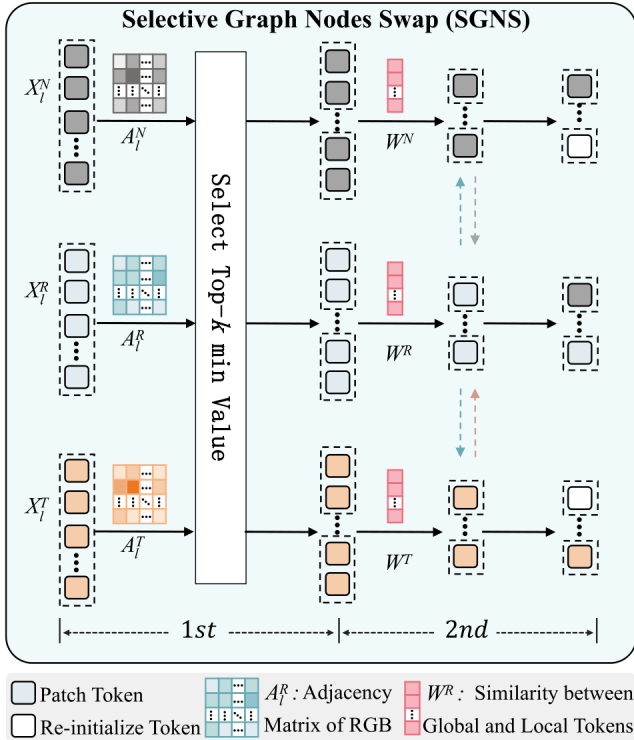 Selective Graph Nodes Swap (SGNS)
X_l^N
A_l^N
W^N
Select Top-k min Value
X_l^R
A_l^R
W^R
X_l^T
A_l^T
W^T
1st
2nd
Patch Token
A_l^R : Adjacency
W^R : Similarity between
Re-initialize Token
Matrix of RGB
Global and Local Tokens